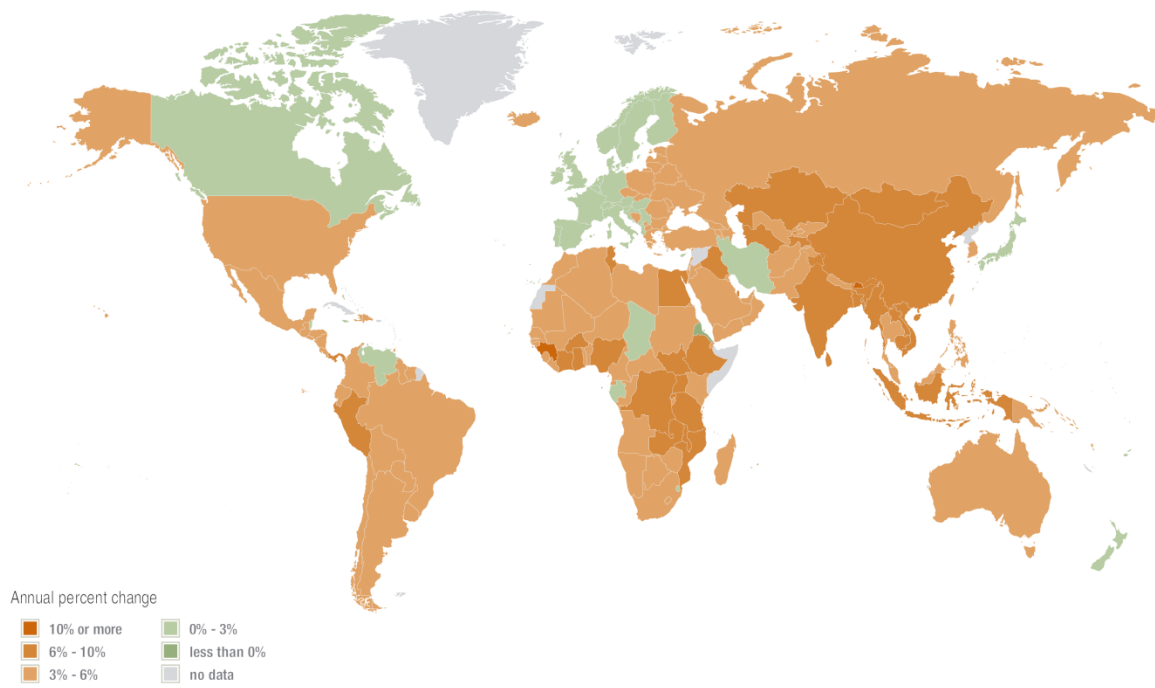 Annual percent change
10% or more
6% - 10%
3% - 6%
0% - 3%
less than 0%
no data